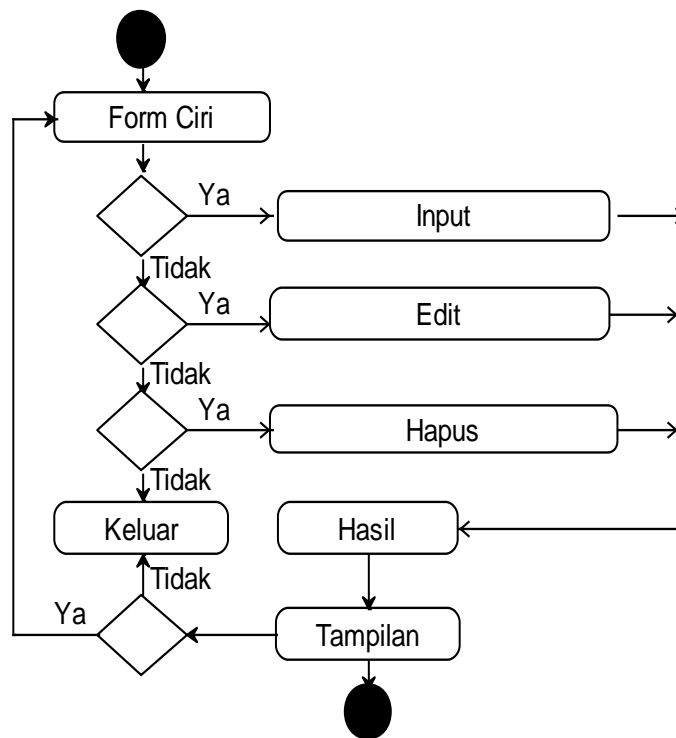 Form Ciri
Ya
Input
Tidak
Ya
Edit
Tidak
Ya
Hapus
Tidak
Keluar
Hasil
Tidak
Ya
Tampilan